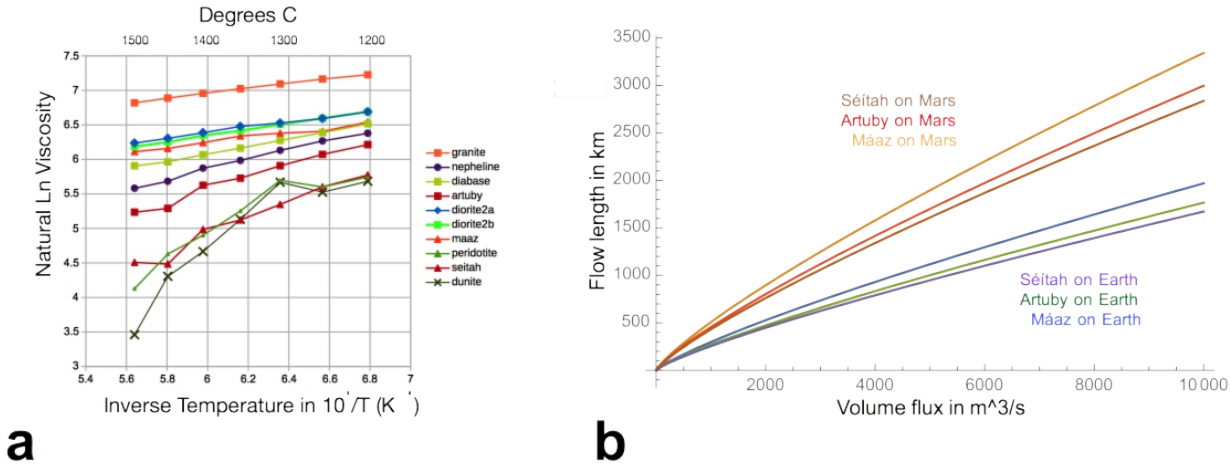 Degrees C
1500
1400
1300
1200
7.5
7
6.5
6
5.5
5
4.5
4
3.5
3
5.4
5.6
5.8
6
6.2
6.4
6.6
6.8
7
Natural Ln Viscosity
Inverse Temperature in 10'/T (K ')
granite
nepheline
diabase
artuby
diorite2a
diorite2b
maaz
peridotite
seitah
dunite
a
3500
3000
2500
2000
1500
1000
500
2000
4000
6000
8000
10000
Flow length in km
Volume flux in m^3/s
Séítah on Mars
Artuby on Mars
Máaz on Mars
Séítah on Earth
Artuby on Earth
Máaz on Earth
b